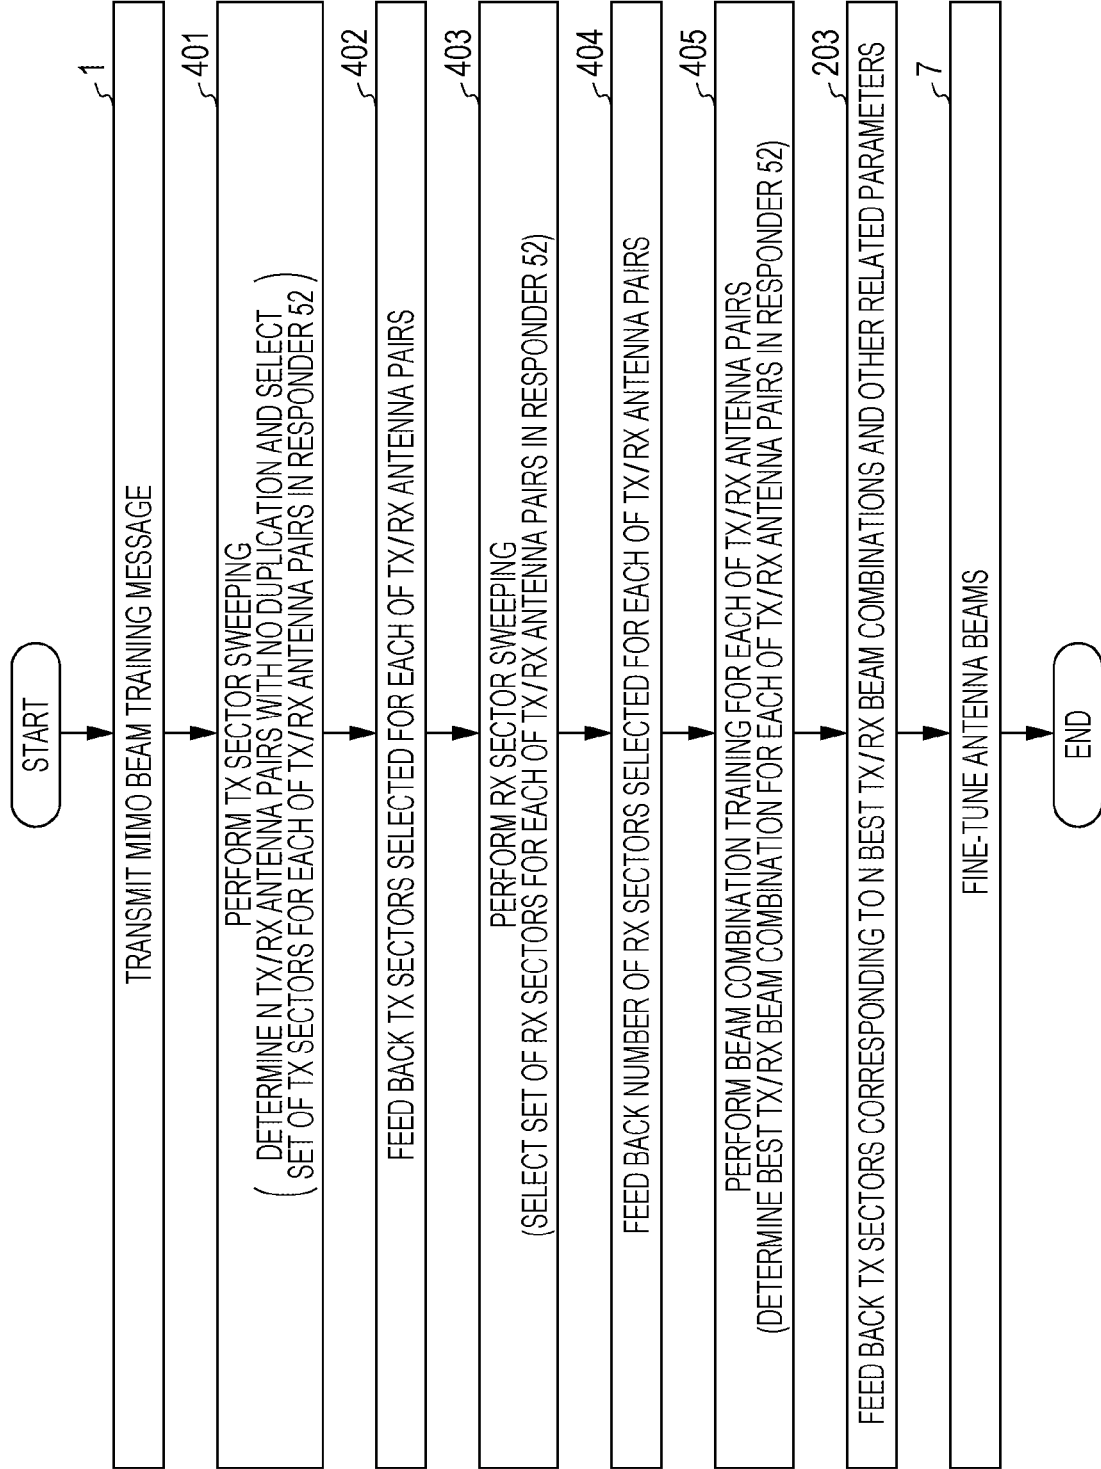 START
1
TRANSMIT MIMO BEAM TRAINING MESSAGE
401
PERFORM TX SECTOR SWEEPING
(DETERMINE N TX/RX ANTENNA PAIRS WITH NO DUPLICATION AND SELECT
SET OF TX SECTORS FOR EACH OF TX/RX ANTENNA PAIRS IN RESPONDER 52)
402
FEED BACK TX SECTORS SELECTED FOR EACH OF TX/RX ANTENNA PAIRS
403
PERFORM RX SECTOR SWEEPING
(SELECT SET OF RX SECTORS FOR EACH OF TX/RX ANTENNA PAIRS IN RESPONDER 52)
404
FEED BACK NUMBER OF RX SECTORS SELECTED FOR EACH OF TX/RX ANTENNA PAIRS
405
PERFORM BEAM COMBINATION TRAINING FOR EACH OF TX/RX ANTENNA PAIRS
(DETERMINE BEST TX/RX BEAM COMBINATION FOR EACH OF TX/RX ANTENNA PAIRS IN RESPONDER 52)
203
FEED BACK TX SECTORS CORRESPONDING TO N BEST TX/RX BEAM COMBINATIONS AND OTHER RELATED PARAMETERS
7
FINE-TUNE ANTENNA BEAMS
END